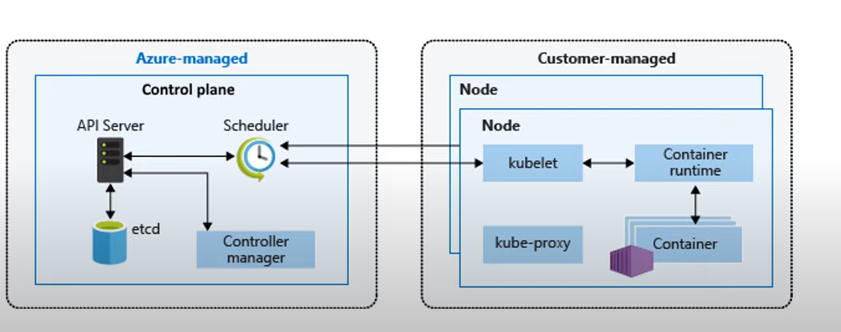 Azure-managed
Control plane
API Server
Scheduler
etcd
Controller
manager
Customer-managed
Node
Node
kubelet
Container
runtime
kube-proxy
Container